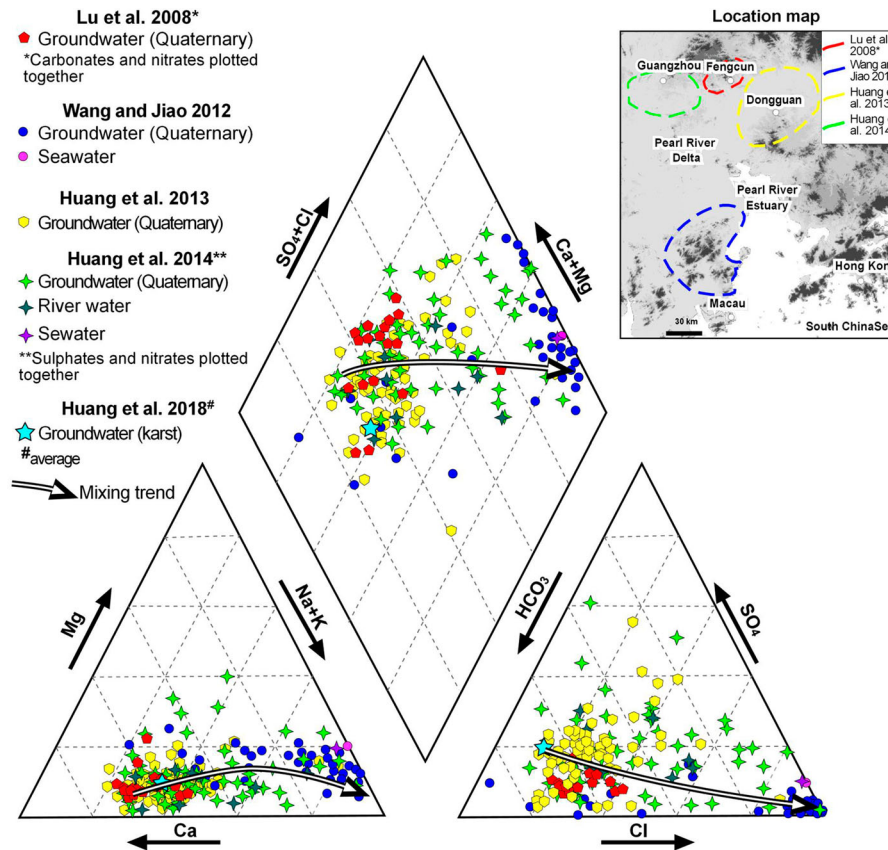 Lu et al. 2008*
Groundwater (Quaternary)
*Carbonates and nitrates plotted
together
Wang and Jiao 2012
Groundwater (Quaternary)
Seawater
Huang et al. 2013
Groundwater (Quaternary)
Huang et al. 2014**
Groundwater (Quaternary)
River water
Sewater
**Sulphates and nitrates plotted
together
Huang et al. 2018#
Groundwater (karst)
#average
Mixing trend
SO₄+Cl
Ca+Mg
Mg
Na+K
Ca
HCO₃
SO₄
Cl
Location map
Lu et al
2008*
Wang an
Jiao 201
Huang e
al. 2013
Huang e
al. 2014
Guangzhou
Fengcun
Dongguan
Pearl River
Delta
Pearl River
Estuary
Hong Kon
Macau
30 km
South ChinaSe